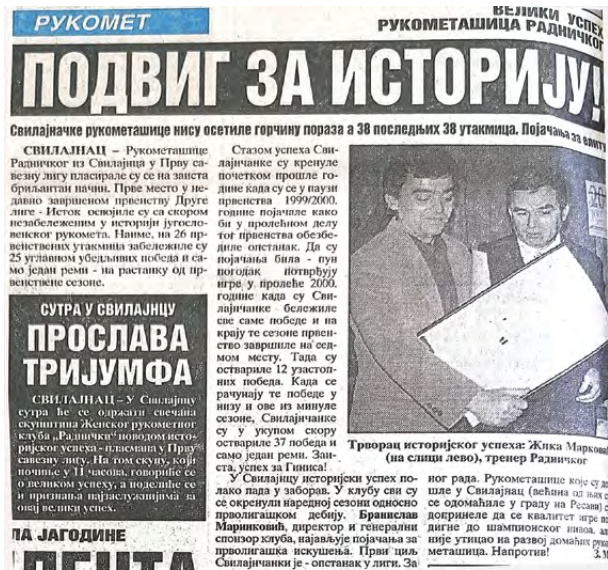 РУКОМЕТ
ВЕЛИКИ УСПЕХ
РУКОМЕТАШИЦА РАДНИЧКОГ
ПОДВИГ ЗА ИСТОРИЈУ!
Свилајначке рукометашице нису осетиле горчину пораза а 38 последњих 38 утакмица. Појачања за елиту
СВИЛАЈНАЦ – Рукометашице
Радничког из Свилајнца у Прву са-
везну лигу пласирале су се на заиста
бриљантан начин. Прве место у не-
давно завршеном првенству Друге
лиге - Исток освојиле су са скором
незабележеним у историји југосло-
венског рукомета. Наиме, на 26 пр-
венствених утакмица забележиле су
25 углавном убедљивих победа и са-
мо један реми - на растанку од пр-
венствене сезоне.
СУТРА У СВИЛАЈНЦУ
ПРОСЛАВА
ТРИЈУМФА
СВИЛАЈНАЦ – У Свилајнцу
сутра ће се одржати свечана
скупштина Женског рукометног
клуба „Раднички" поводом исто-
ријског успеха - пласмана у Прву
савезну лигу. На том скупу, који
почиње у 11 часова, говориће се
о великом успеху, а поделиће се
и признања најзаслужнијима за
овај велики успех.
ЛА ЈАГОДИНЕ
Стазом успеха Сви-
лајнчанке су кренуле
почетком прошле го-
дине када су се у паузи
првенства 1999/2000.
године појачале како
би у пролећном делу
тог првенства обезбе-
диле опстанак. Да су
појачања била - пун
погодак потврђују
игре у пролеће 2000.
године када су Сви-
лајнчанке бележиле
све саме победе и на
крају те сезоне првен-
ство завршиле на сед-
мом месту. Тада су
оствариле 12 узастоп-
них победа. Када се
рачунају те победе у
низу и ове из минуле
сезоне, Свилајнчанке
су у укупом скору
оствариле 37 победа и
само један реми. Заи-
ста, успех за Гиниса!
У Свилајнцу историјски успех по-
лако пада у заборав. У клубу сви су
се окренули наредној сезони односно
прволигашком дебију. Бранислав
Маринковић, директор и генерални
спонзор клуба, најављује појачања за
прволигашка искушења. Први циљ
Свилајнчанки је - опстанак у лиги. За
Творац историјског успеха: Жика Марковић
(на слици лево), тренер Радничког
ног рада. Рукометашице које су до-
шле у Свилајнац (већина од њих
се одомаћиле у граду на Ресави)
докринеле да се квалитет игре по-
дигне до шампионског нивоа,
није утицао на развој домаћих руко-
меташица. Напротив!